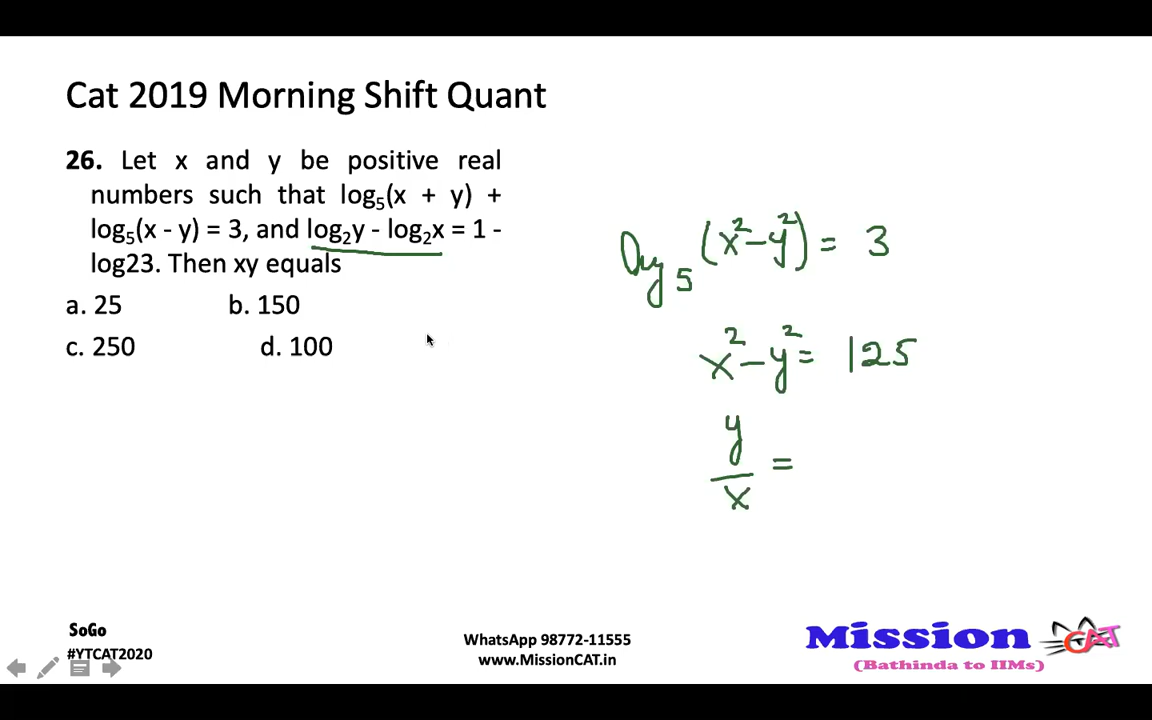 Cat 2019 Morning Shift Quant
26. Let x and y be positive real
numbers such that log₅(x + y) +
log₅(x - y) = 3, and log₂y - log₂x = 1 -
log23. Then xy equals
a. 25 b. 150
c. 250 d. 100
log₅ (x²-y²) = 3
x²-y² = 125
y/x =
SoGo
#YTCAT2020
WhatsApp 98772-11555
www.MissionCAT.in
Mission CAT
(Bathinda to IIMs)